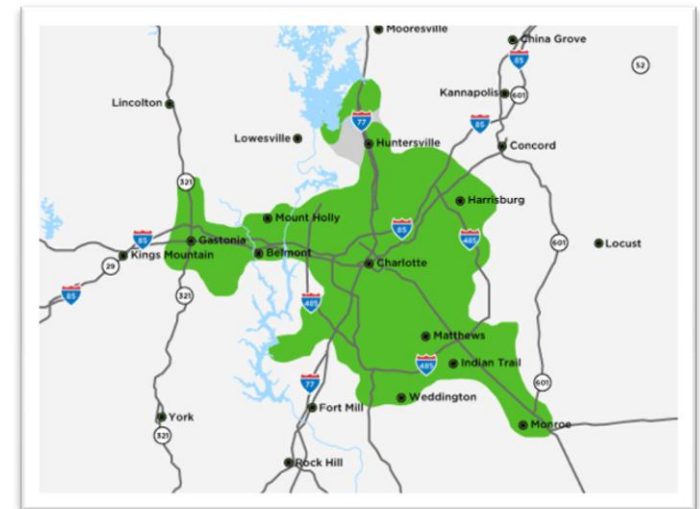 Mooresville
China Grove
85
52
Kannapolis
601
Lincolton
77
85
Lowesville
Huntersville
Concord
321
Harrisburg
Mount Holly
85
85
Gastonia
485
601
Locust
Kings Mountain
Belmont
29
Charlotte
85
321
485
Matthews
485
Indian Trail
77
601
Weddington
Fort Mill
York
Monroe
321
Rock Hill